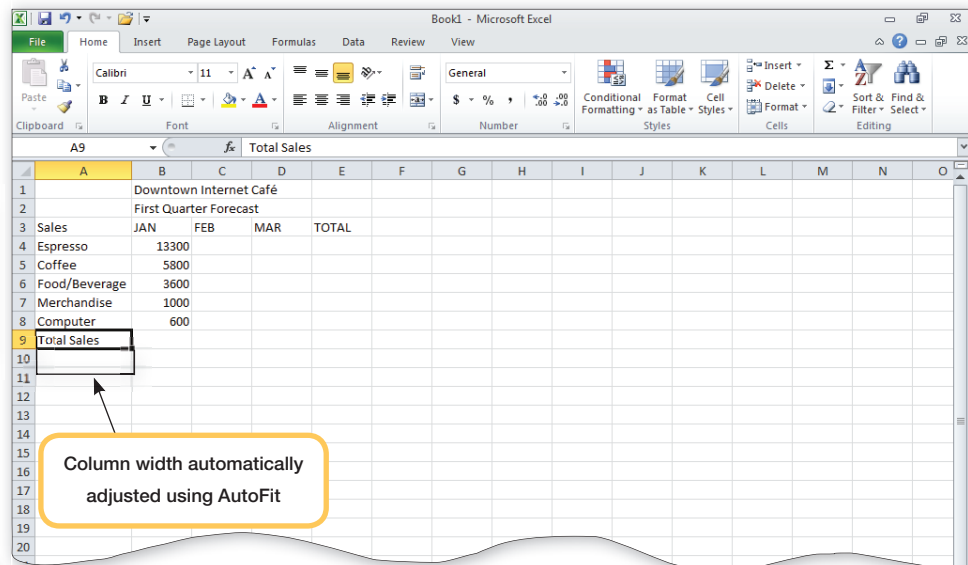 Book1 - Microsoft Excel
File Home Insert Page Layout Formulas Data Review View
Paste
Calibri 11
B I U A
General
$ % ,
Conditional Formatting
Format as Table
Cell Styles
Insert
Delete
Format
Σ
Sort & Filter
Find & Select
Clipboard Font Alignment Number Styles Cells Editing
A9 fx Total Sales
A B C D E F G H I J K L M N O
1 Downtown Internet Café
2 First Quarter Forecast
3 Sales JAN FEB MAR TOTAL
4 Espresso 13300
5 Coffee 5800
6 Food/Beverage 3600
7 Merchandise 1000
8 Computer 600
9 Total Sales
10
11
12
13
14
15
16
17
18
19
20
Column width automatically
adjusted using AutoFit